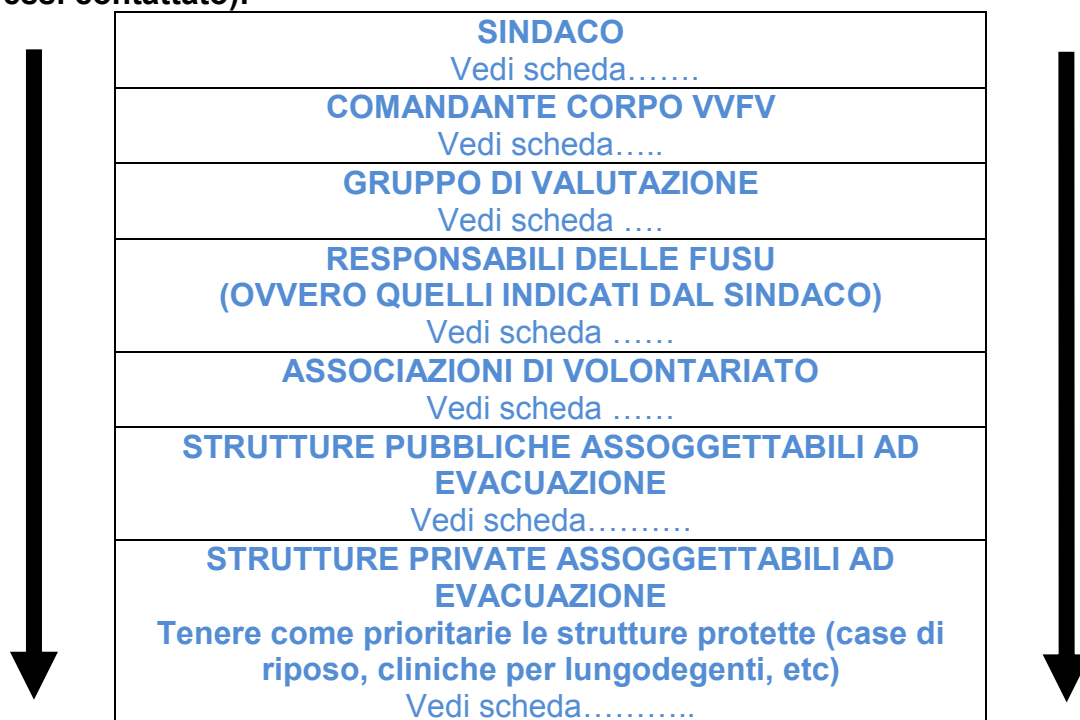 contattato).
SINDACO
Vedi scheda…….
COMANDANTE CORPO VVFV
Vedi scheda…..
GRUPPO DI VALUTAZIONE
Vedi scheda ….
RESPONSABILI DELLE FUSU
(OVVERO QUELLI INDICATI DAL SINDACO)
Vedi scheda ……
ASSOCIAZIONI DI VOLONTARIATO
Vedi scheda ……
STRUTTURE PUBBLICHE ASSOGGETTABILI AD
EVACUAZIONE
Vedi scheda……….
STRUTTURE PRIVATE ASSOGGETTABILI AD
EVACUAZIONE
Tenere come prioritarie le strutture protette (case di
riposo, cliniche per lungodegenti, etc)
Vedi scheda………..